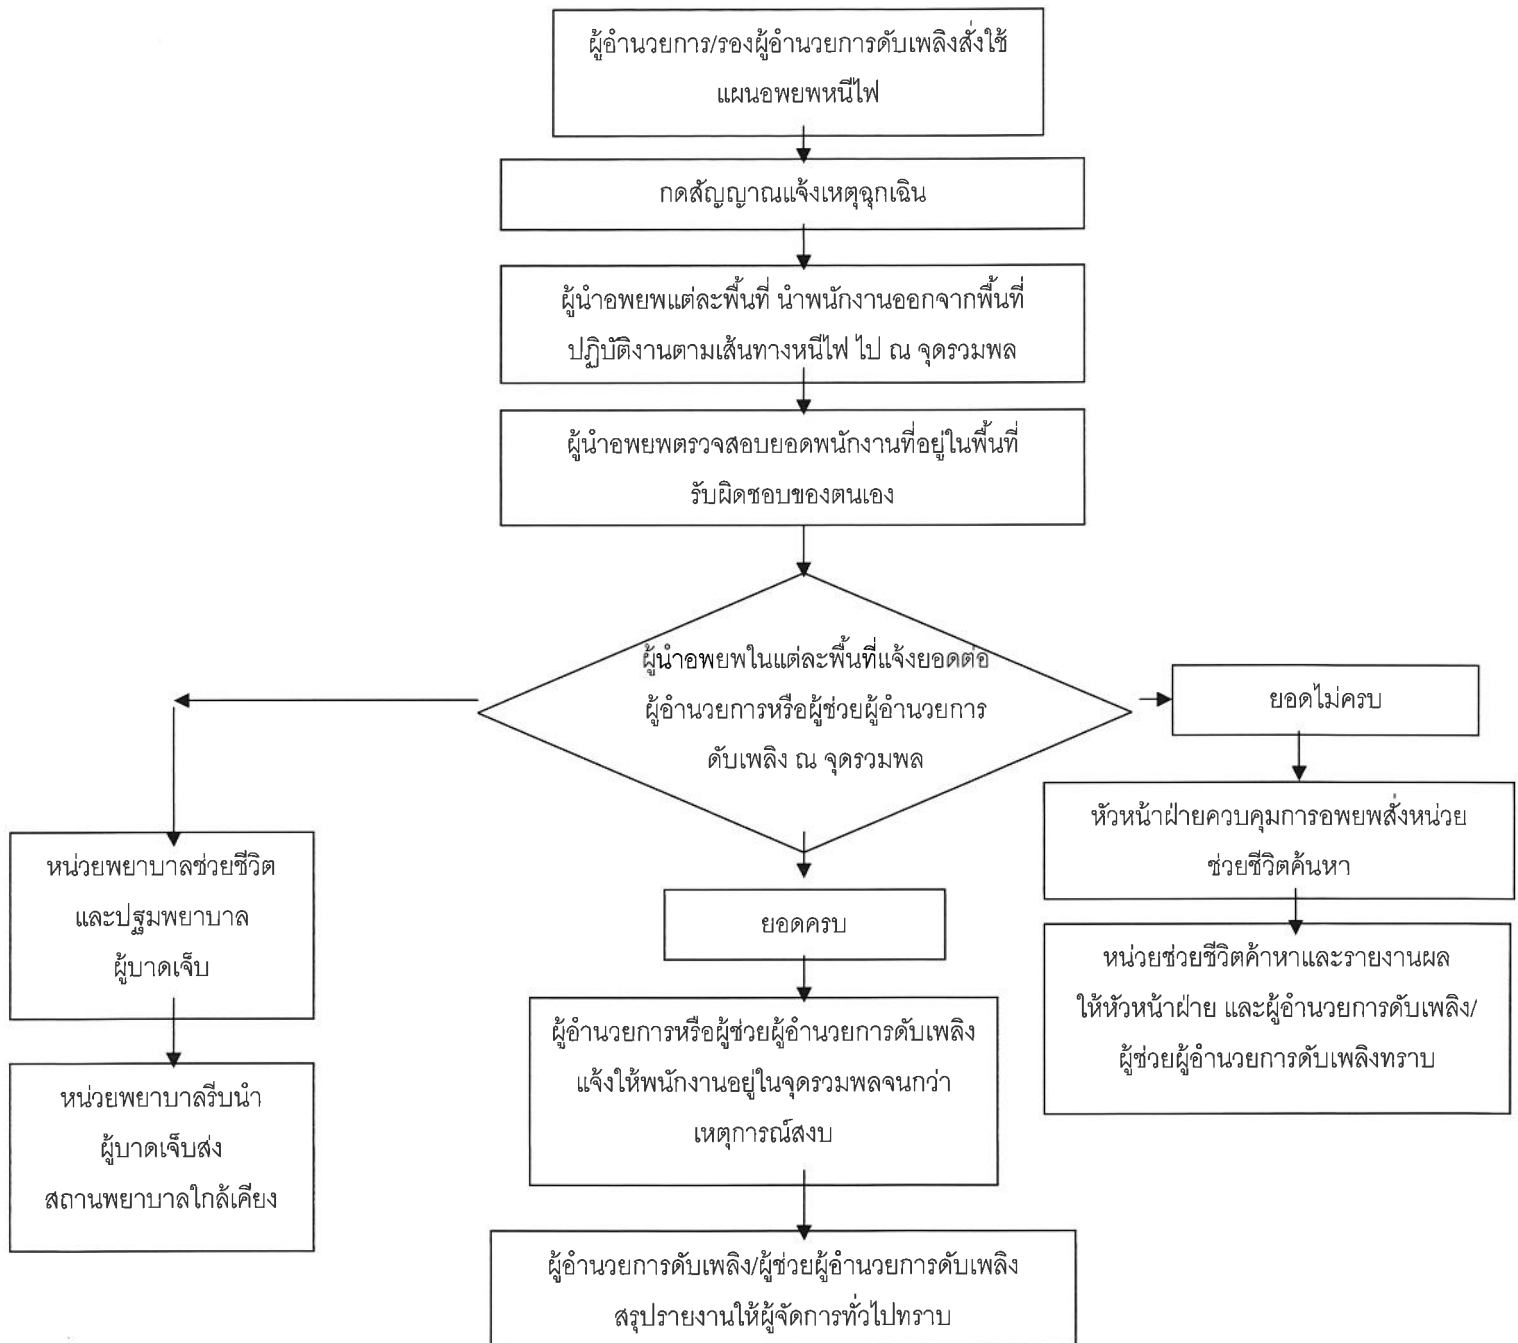 ผู้อำนวยการ/รองผู้อำนวยการดับเพลิงสั่งใช้
แผนอพยพหนีไฟ
กดสัญญาณแจ้งเหตุฉุกเฉิน
ผู้นำอพยพแต่ละพื้นที่ นำพนักงานออกจากพื้นที่
ปฏิบัติงานตามเส้นทางหนีไฟ ไป ณ จุดรวมพล
ผู้นำอพยพตรวจสอบยอดพนักงานที่อยู่ในพื้นที่
รับผิดชอบของตนเอง
ผู้นำอพยพในแต่ละพื้นที่แจ้งยอดต่อ
ผู้อำนวยการหรือผู้ช่วยผู้อำนวยการ
ดับเพลิง ณ จุดรวมพล
หน่วยพยาบาลช่วยชีวิต
และปฐมพยาบาล
ผู้บาดเจ็บ
หน่วยพยาบาลรีบนำ
ผู้บาดเจ็บส่ง
สถานพยาบาลใกล้เคียง
ยอดครบ
ผู้อำนวยการหรือผู้ช่วยผู้อำนวยการดับเพลิง
แจ้งให้พนักงานอยู่ในจุดรวมพลจนกว่า
เหตุการณ์สงบ
ผู้อำนวยการดับเพลิง/ผู้ช่วยผู้อำนวยการดับเพลิง
สรุปรายงานให้ผู้จัดการทั่วไปทราบ
ยอดไม่ครบ
หัวหน้าฝ่ายควบคุมการอพยพสั่งหน่วย
ช่วยชีวิตค้นหา
หน่วยช่วยชีวิตค้าหาและรายงานผล
ให้หัวหน้าฝ่าย และผู้อำนวยการดับเพลิง/
ผู้ช่วยผู้อำนวยการดับเพลิงทราบ